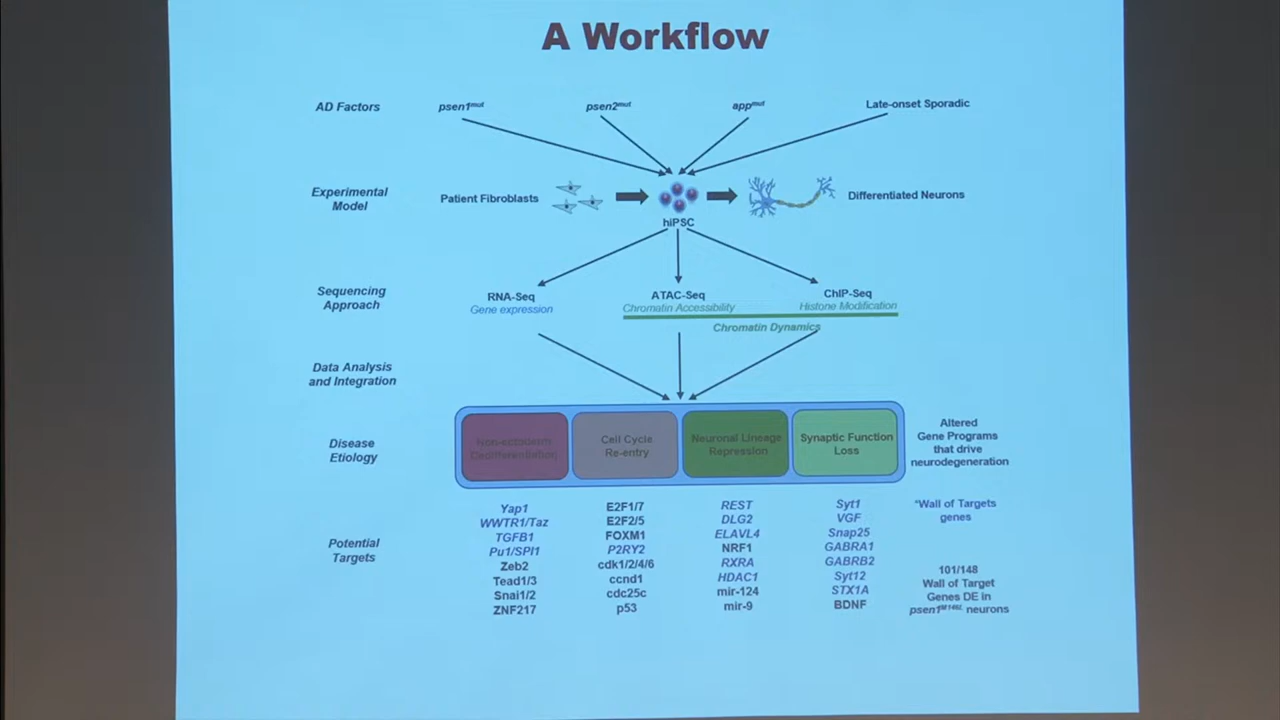 A Workflow
AD Factors
psen1mut
psen2mut
appmut
Late-onset Sporadic
Experimental
Model
Patient Fibroblasts
hiPSC
Differentiated Neurons
Sequencing
Approach
RNA-Seq
Gene expression
ATAC-Seq
Chromatin Accessibility
ChIP-Seq
Histone Modification
Chromatin Dynamics
Data Analysis
and Integration
Disease
Etiology
Non-ectoderm
Dedifferentiation
Cell Cycle
Re-entry
Neuronal Lineage
Repression
Synaptic Function
Loss
Altered
Gene Programs
that drive
neurodegeneration
Potential
Targets
Yap1
WWTR1/Taz
TGFB1
Pu1/SPI1
Zeb2
Tead1/3
Snai1/2
ZNF217
E2F1/7
E2F2/5
FOXM1
P2RY2
cdk1/2/4/6
ccnd1
cdc25c
p53
REST
DLG2
ELAVL4
NRF1
RXRA
HDAC1
mir-124
mir-9
Syt1
VGF
Snap25
GABRA1
GABRB2
Syt12
STX1A
BDNF
*Wall of Targets
genes
101/148
Wall of Target
Genes DE in
psen1M146L neurons